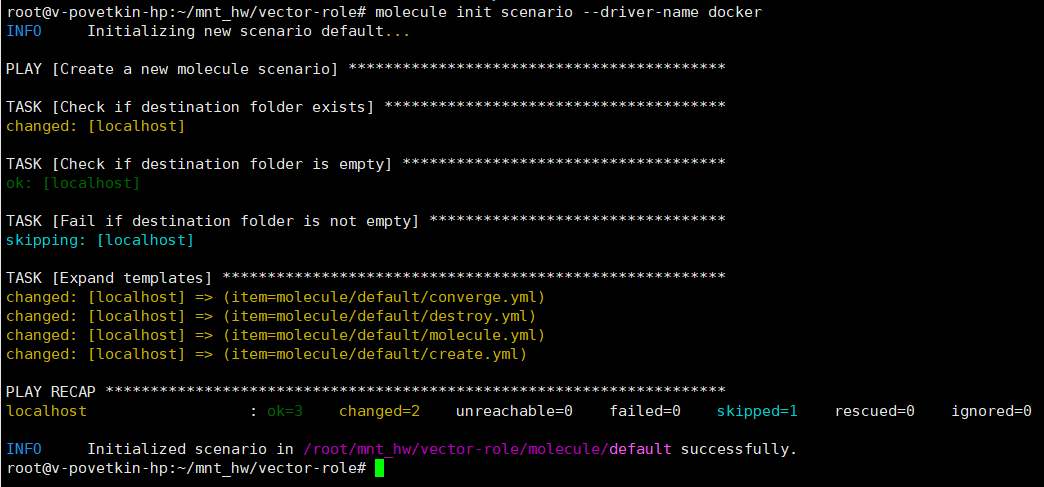 root@v-povetkin-hp:~/mnt_hw/vector-role# molecule init scenario --driver-name docker
INFO     Initializing new scenario default...
PLAY [Create a new molecule scenario] ******************************************
TASK [Check if destination folder exists] **************************************
changed: [localhost]
TASK [Check if destination folder is empty] ************************************
ok: [localhost]
TASK [Fail if destination folder is not empty] *********************************
skipping: [localhost]
TASK [Expand templates] ********************************************************
changed: [localhost] => (item=molecule/default/converge.yml)
changed: [localhost] => (item=molecule/default/destroy.yml)
changed: [localhost] => (item=molecule/default/molecule.yml)
changed: [localhost] => (item=molecule/default/create.yml)
PLAY RECAP *********************************************************************
localhost                  : ok=3    changed=2    unreachable=0    failed=0    skipped=1    rescued=0    ignored=0
INFO     Initialized scenario in /root/mnt_hw/vector-role/molecule/default successfully.
root@v-povetkin-hp:~/mnt_hw/vector-role#